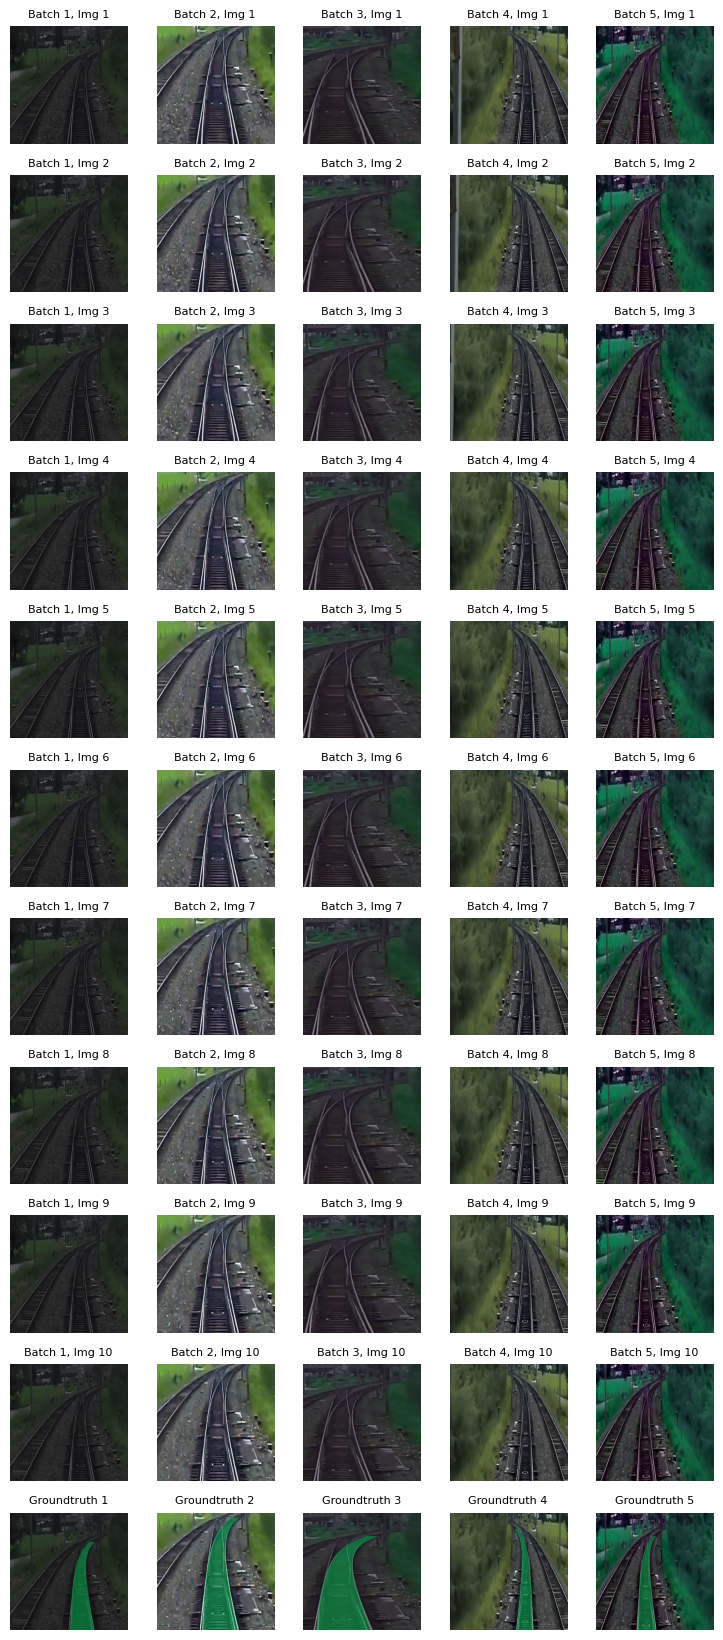 Batch 1, Img 1
Batch 2, Img 1
Batch 3, Img 1
Batch 4, Img 1
Batch 5, Img 1
Batch 1, Img 2
Batch 2, Img 2
Batch 3, Img 2
Batch 4, Img 2
Batch 5, Img 2
Batch 1, Img 3
Batch 2, Img 3
Batch 3, Img 3
Batch 4, Img 3
Batch 5, Img 3
Batch 1, Img 4
Batch 2, Img 4
Batch 3, Img 4
Batch 4, Img 4
Batch 5, Img 4
Batch 1, Img 5
Batch 2, Img 5
Batch 3, Img 5
Batch 4, Img 5
Batch 5, Img 5
Batch 1, Img 6
Batch 2, Img 6
Batch 3, Img 6
Batch 4, Img 6
Batch 5, Img 6
Batch 1, Img 7
Batch 2, Img 7
Batch 3, Img 7
Batch 4, Img 7
Batch 5, Img 7
Batch 1, Img 8
Batch 2, Img 8
Batch 3, Img 8
Batch 4, Img 8
Batch 5, Img 8
Batch 1, Img 9
Batch 2, Img 9
Batch 3, Img 9
Batch 4, Img 9
Batch 5, Img 9
Batch 1, Img 10
Batch 2, Img 10
Batch 3, Img 10
Batch 4, Img 10
Batch 5, Img 10
Groundtruth 1
Groundtruth 2
Groundtruth 3
Groundtruth 4
Groundtruth 5